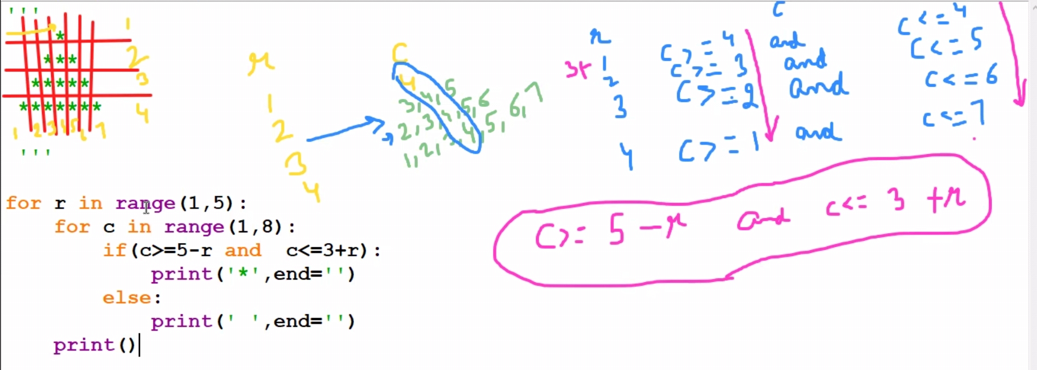 ' ' '
*
***
*****
*******
1
2
3
4
1 2 3 4 5 6 7
' ' '
r
1
2
3
4
C
4
3,4,5
2,3,4,5,6
1,2,3,4,5,6,7
r c
1 C>=4 and C<=4
2 C>=3 and C<=5
3 C>=2 and C<=6
4 C>=1 and C<=7
C>= 5-r and C<= 3+r
for r in range(1,5):
for c in range(1,8):
if(c>=5-r and c<=3+r):
print('*',end='')
else:
print(' ',end='')
print()